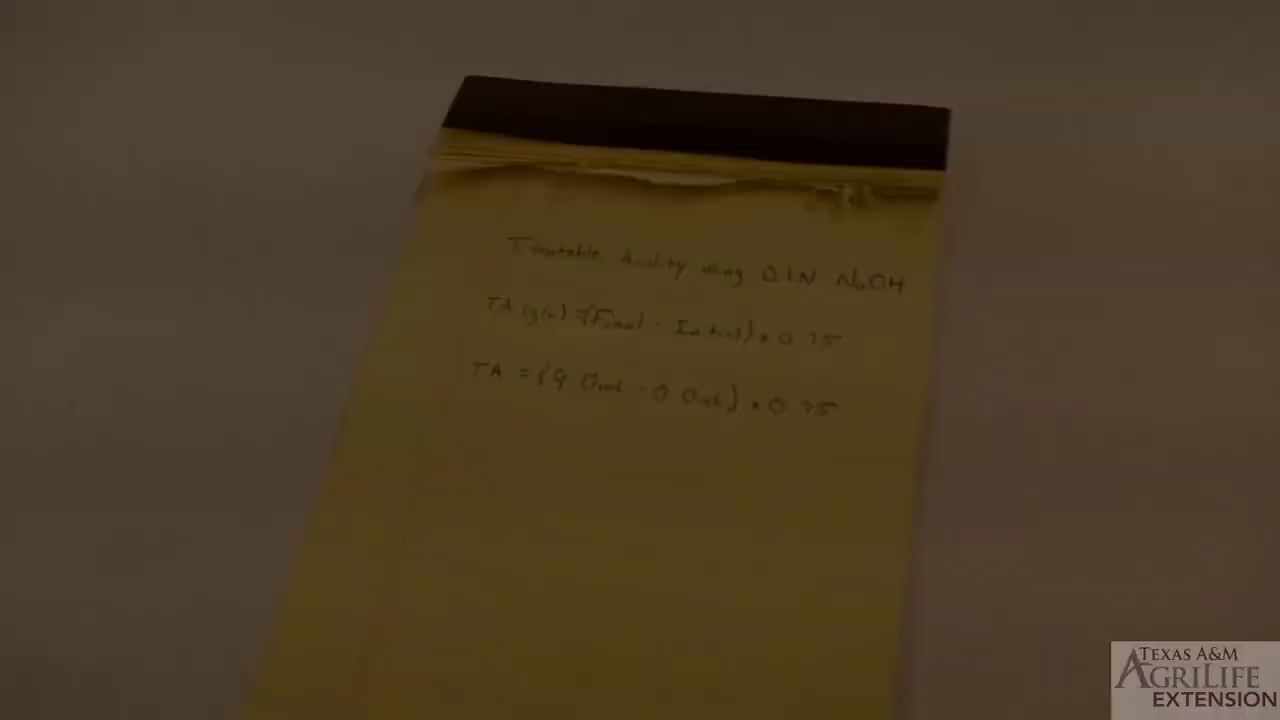 Titratable Acidity using 0.1N NaOH
TA (g/L) = (Final - Initial) * 0.75
TA = (9.0mL - 0.0mL) * 0.75
TEXAS A&M
AGRILIFE
EXTENSION